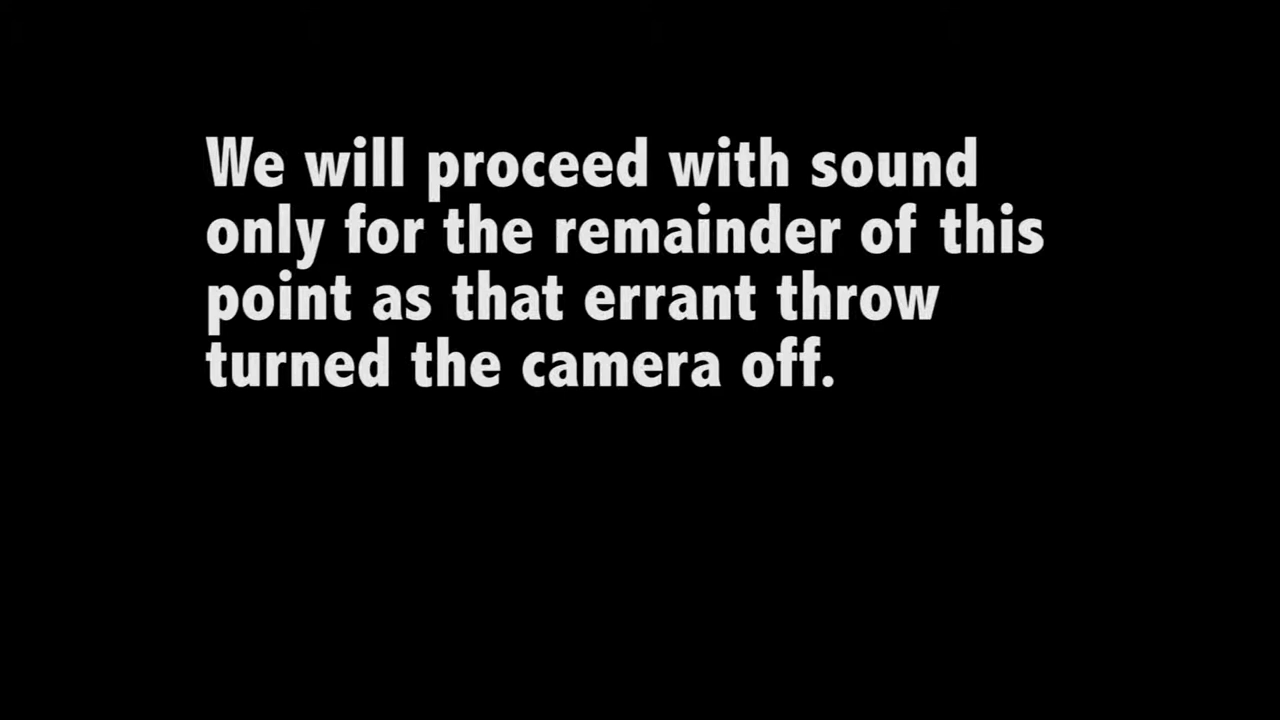 We will proceed with sound
only for the remainder of this
point as that errant throw
turned the camera off.